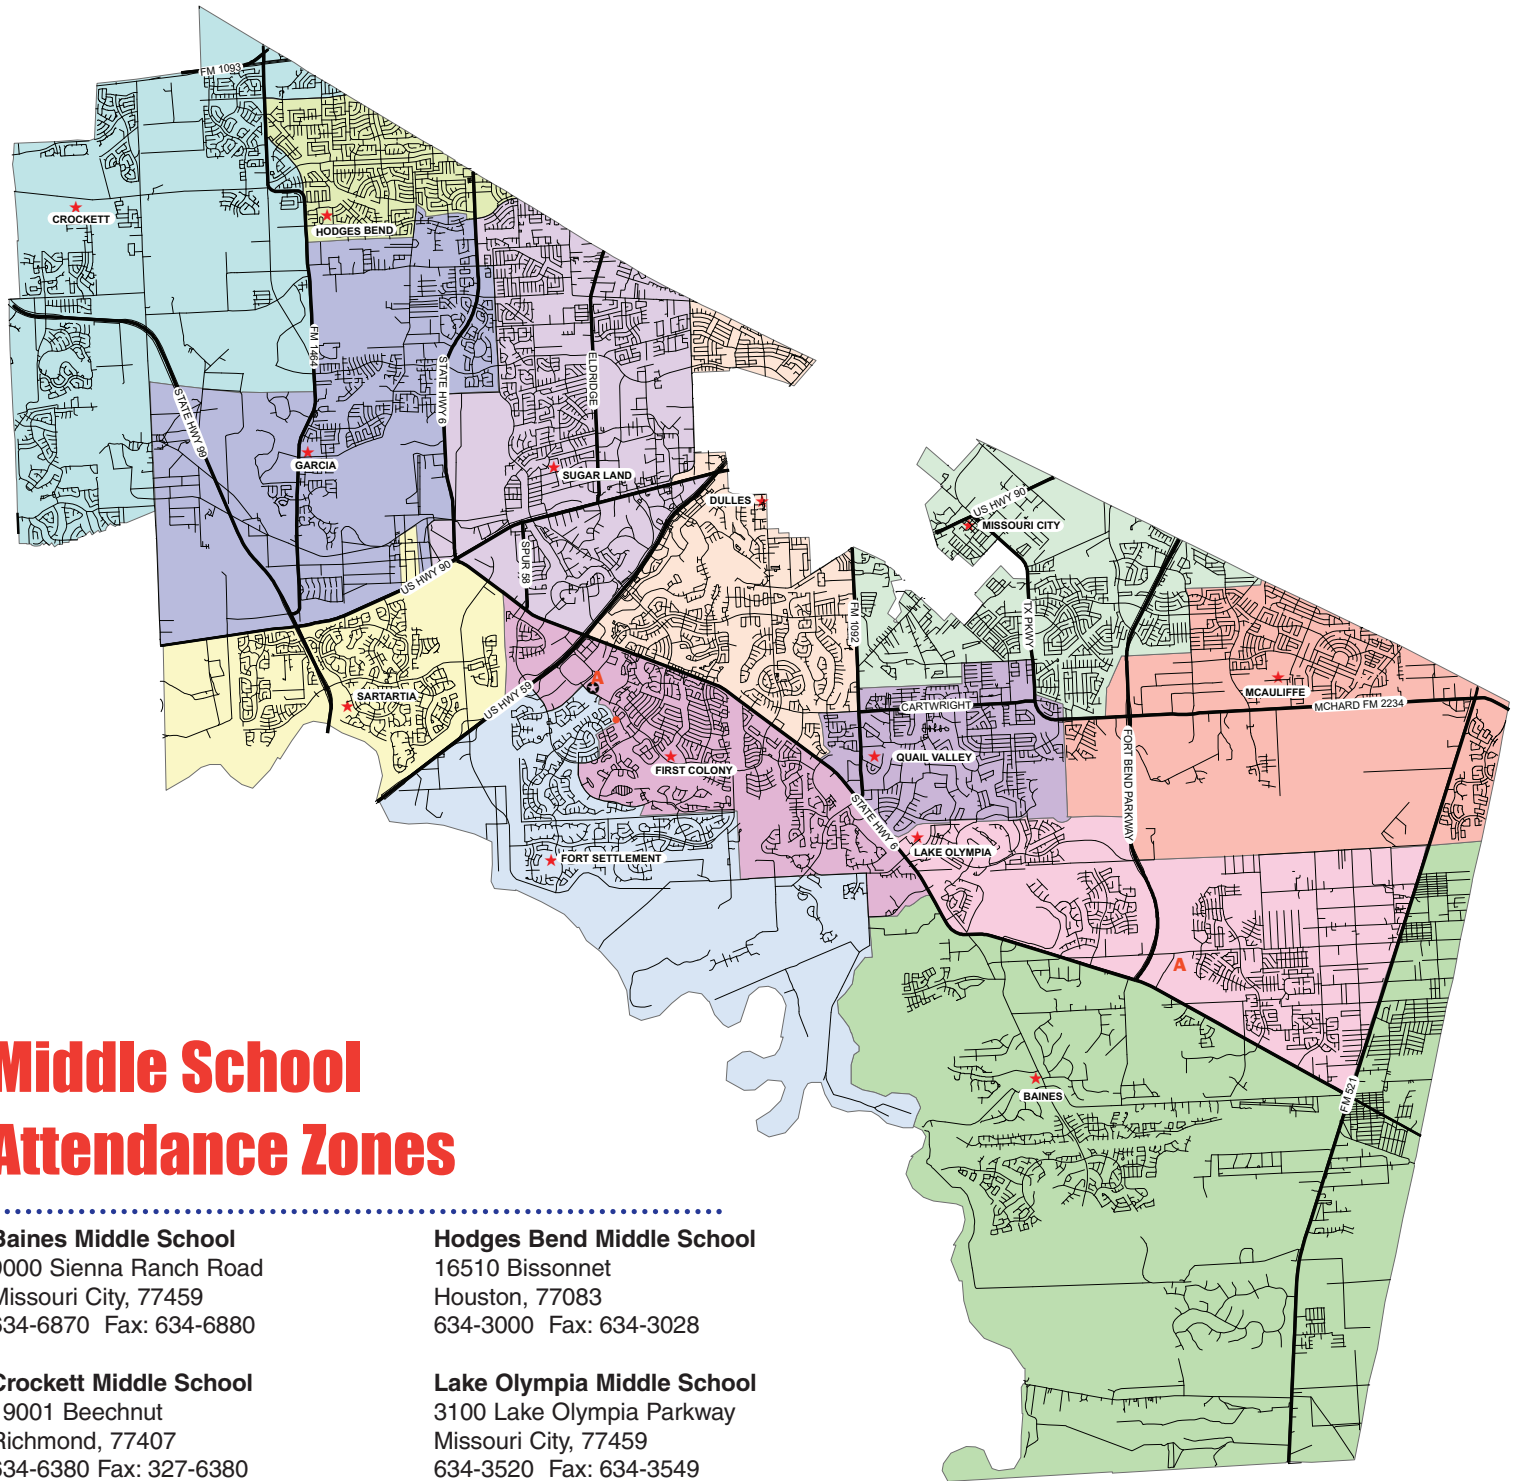 FM 1093
CROCKETT
HODGES BEND
FM 1464
STATE HWY 6
ELDRIDGE
STATE HWY 99
GARCIA
SUGAR LAND
DULLES
US HWY 90
MISSOURI CITY
SPUR 58
US HWY 90
FM 1092
TX PKWY
SARTARTIA
US HWY 59
A
MCAULIFFE
CARTWRIGHT
MCHARD FM 2234
FIRST COLONY
QUAIL VALLEY
FORT BEND PARKWAY
STATE HWY 6
LAKE OLYMPIA
FORT SETTLEMENT
A
BAINES
FM 521
Middle School
Attendance Zones
Baines Middle School
9000 Sienna Ranch Road
Missouri City, 77459
634-6870 Fax: 634-6880
Crockett Middle School
19001 Beechnut
Richmond, 77407
634-6380 Fax: 327-6380
Hodges Bend Middle School
16510 Bissonnet
Houston, 77083
634-3000 Fax: 634-3028
Lake Olympia Middle School
3100 Lake Olympia Parkway
Missouri City, 77459
634-3520 Fax: 634-3549